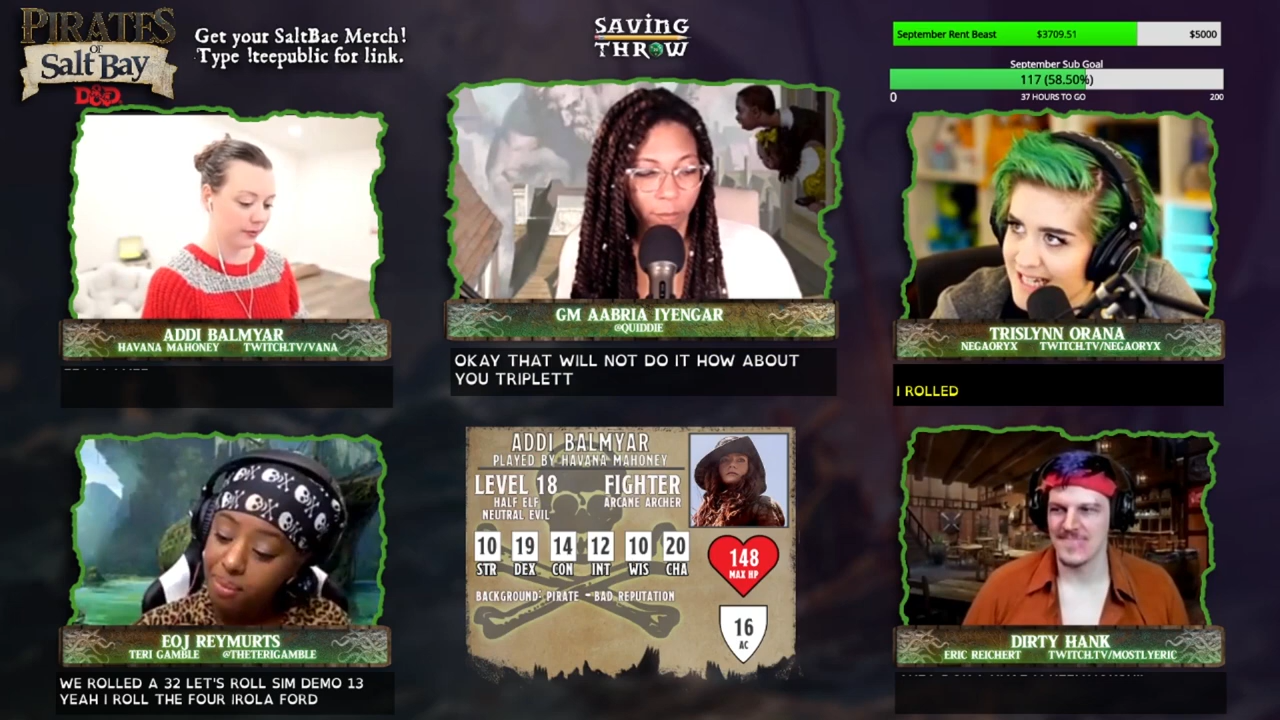 PIRATES
OF
Salt Bay
D&D
Get your SaltBae Merch!
Type !teepublic for link.
SAVING
THROW
September Rent Beast $3709.51 $5000
September Sub Goal
117 (58.50%)
0 37 HOURS TO GO 200
ADDI BALMYAR
HAVANA MAHONEY TWITCH.TV/VANA
GM AABRIA IYENGAR
@QUIDDIE
OKAY THAT WILL NOT DO IT HOW ABOUT
YOU TRIPLETT
TRISLYNN ORANA
NEGAORYX TWITCH.TV/NEGAORYX
I ROLLED
ADDI BALMYAR
PLAYED BY HAVANA MAHONEY
LEVEL 18 FIGHTER
HALF ELF ARCANE ARCHER
NEUTRAL EVIL
10 19 14 12 10 20
STR DEX CON INT WIS CHA
148
MAX HP
BACKGROUND: PIRATE - BAD REPUTATION
16
AC
EOJ REYMURTS
TERI GAMBLE @THETERIGAMBLE
WE ROLLED A 32 LET'S ROLL SIM DEMO 13
YEAH I ROLL THE FOUR IROLA FORD
DIRTY HANK
ERIC REICHERT TWITCH.TV/MOSTLYERIC